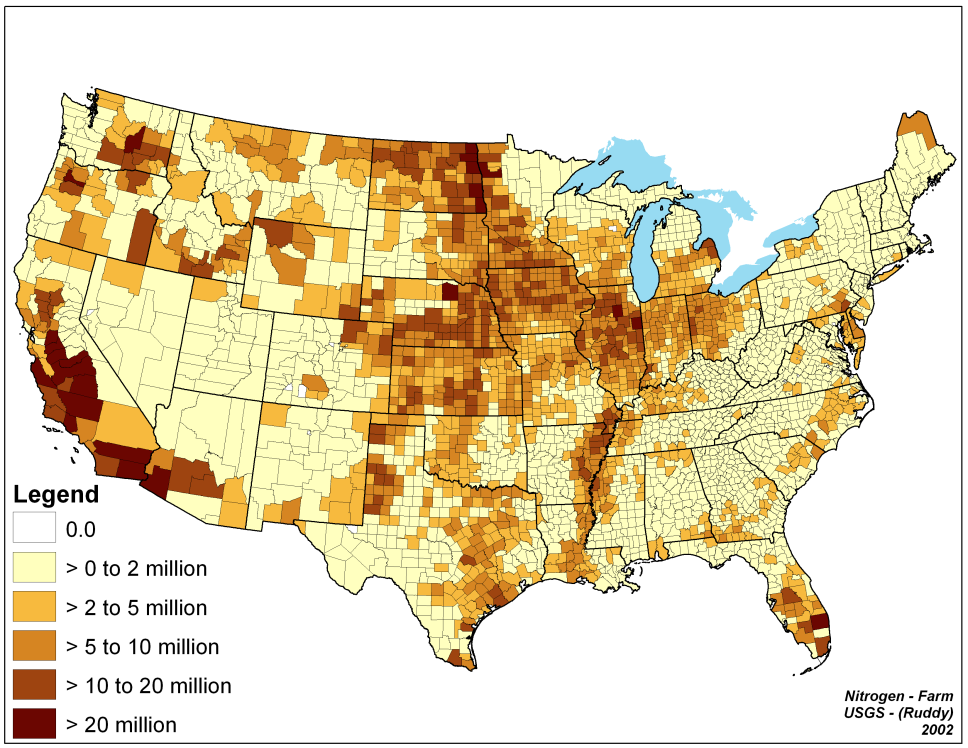 Legend
0.0
> 0 to 2 million
> 2 to 5 million
> 5 to 10 million
> 10 to 20 million
> 20 million
Nitrogen - Farm
USGS - (Ruddy)
2002